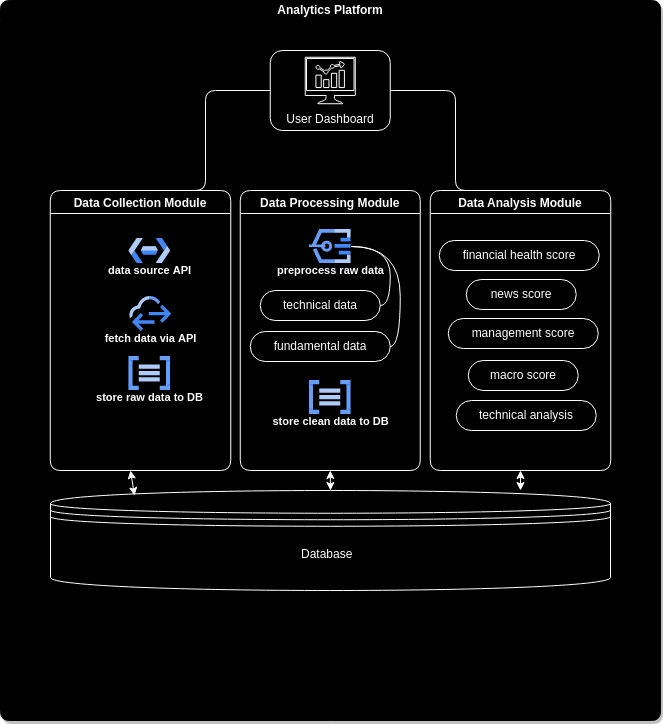 Analytics Platform
User Dashboard
Data Collection Module
data source API
fetch data via API
store raw data to DB
Data Processing Module
preprocess raw data
technical data
fundamental data
store clean data to DB
Data Analysis Module
financial health score
news score
management score
macro score
technical analysis
Database